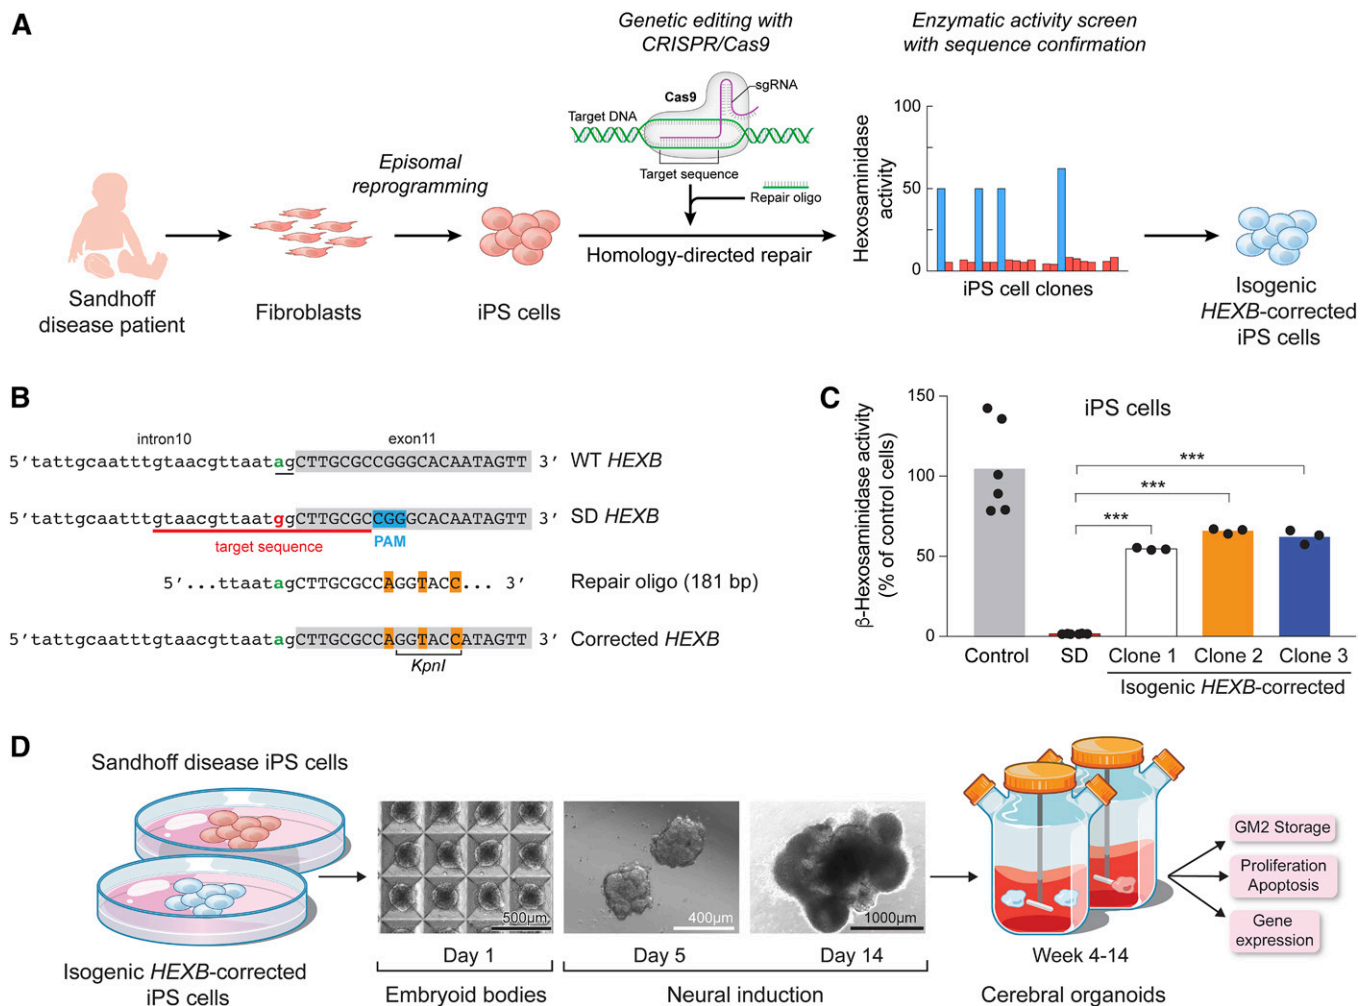 A
Genetic editing with
CRISPR/Cas9
Enzymatic activity screen
with sequence confirmation
Cas9
sgRNA
Target DNA
Target sequence
Repair oligo
Episomal
reprogramming
Homology-directed repair
Hexosaminidase
activity
100
50
0
iPS cell clones
Sandhoff
disease patient
Fibroblasts
iPS cells
Isogenic
HEXB-corrected
iPS cells
B
intron10
exon11
5'tattgcaatttgtaacgttaatagCTTGCGCCGGGCACAATAGTT 3' WT HEXB
5'tattgcaatttgtaacgttaatggCTTGCGCCGGGCACAATAGTT 3' SD HEXB
target sequence
PAM
5'...ttaatagCTTGCGCCAGGTACC... 3' Repair oligo (181 bp)
5'tattgcaatttgtaacgttaatagCTTGCGCCAGGTACCATAGTT 3' Corrected HEXB
KpnI
C
iPS cells
β-Hexosaminidase activity
(% of control cells)
150
100
50
0
***
***
***
Control
SD
Clone 1
Clone 2
Clone 3
Isogenic HEXB-corrected
D
Sandhoff disease iPS cells
Isogenic HEXB-corrected
iPS cells
500µm
400µm
1000µm
Day 1
Day 5
Day 14
Embryoid bodies
Neural induction
Week 4-14
Cerebral organoids
GM2 Storage
Proliferation
Apoptosis
Gene
expression